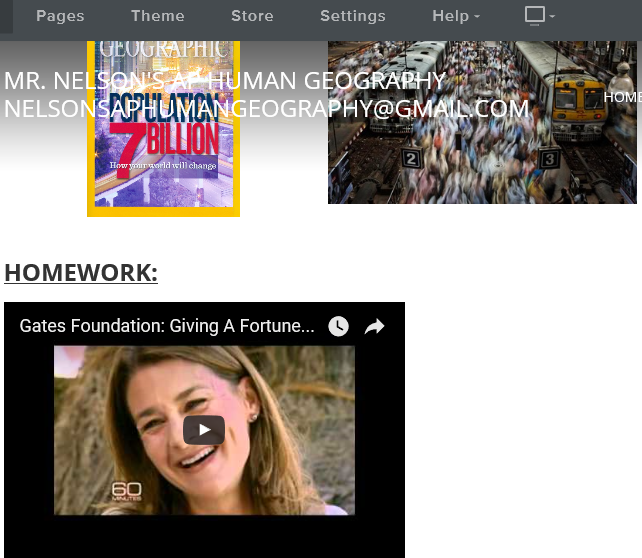 Pages Theme Store Settings Help
GEOGRAPHIC
MR. NELSON'S AP HUMAN GEOGRAPHY
HOME
NELSONSAPHUMANGEOGRAPHY@GMAIL.COM
POPULATION
7 BILLION
How your world will change
2 3
HOMEWORK:
Gates Foundation: Giving A Fortune...
60
MINUTES